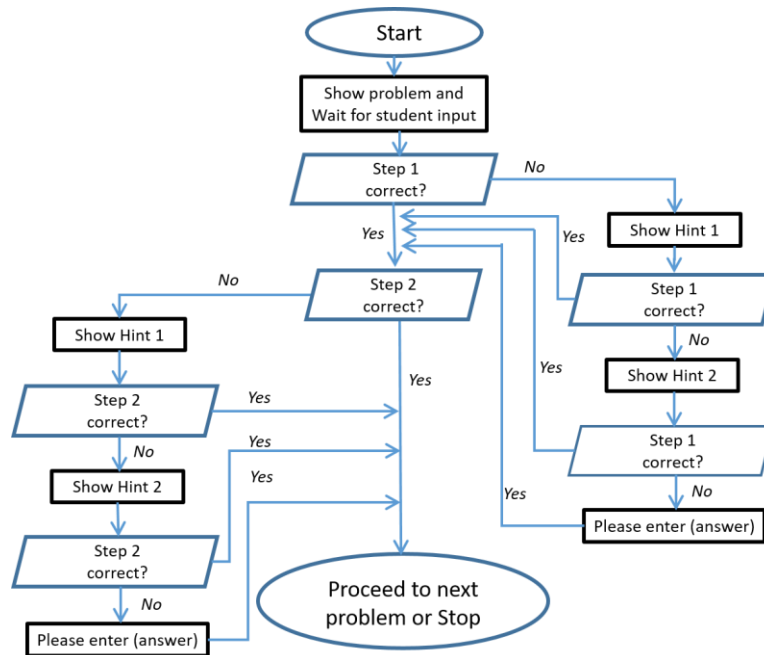 Start
Show problem and
Wait for student input
Step 1
correct?
No
Yes
Show Hint 1
Yes
Step 2
correct?
No
Step 1
correct?
Show Hint 1
No
Yes
Yes
Show Hint 2
Step 2
correct?
Yes
No
Yes
Step 1
correct?
Show Hint 2
Yes
Yes
No
Please enter (answer)
Step 2
correct?
Proceed to next
problem or Stop
No
Please enter (answer)